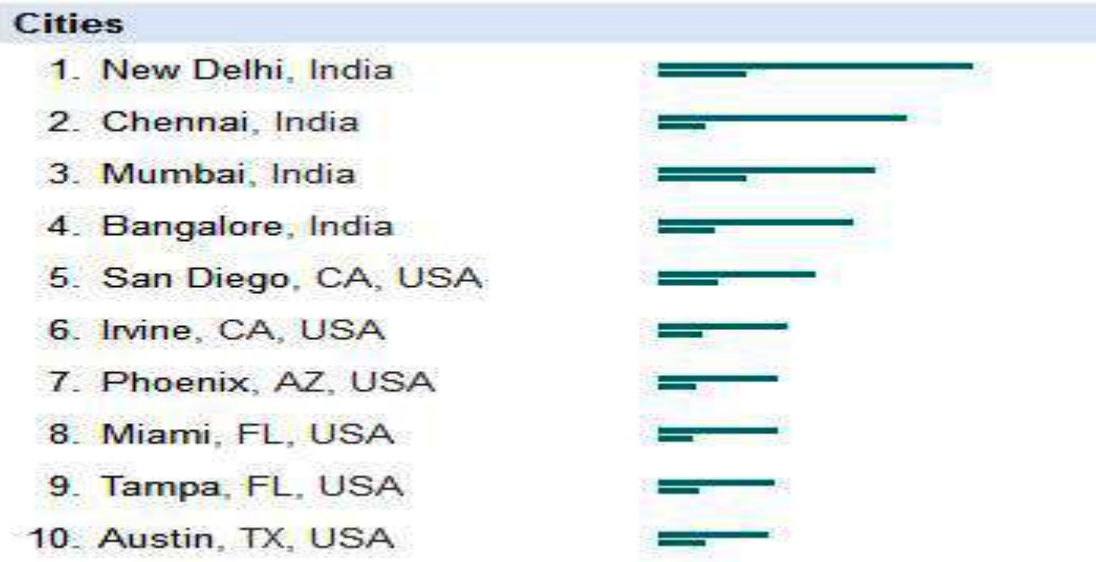 Cities
1. New Delhi, India
2. Chennai, India
3. Mumbai, India
4. Bangalore, India
5. San Diego, CA, USA
6. Irvine, CA, USA
7. Phoenix, AZ, USA
8. Miami, FL, USA
9. Tampa, FL, USA
10. Austin, TX, USA